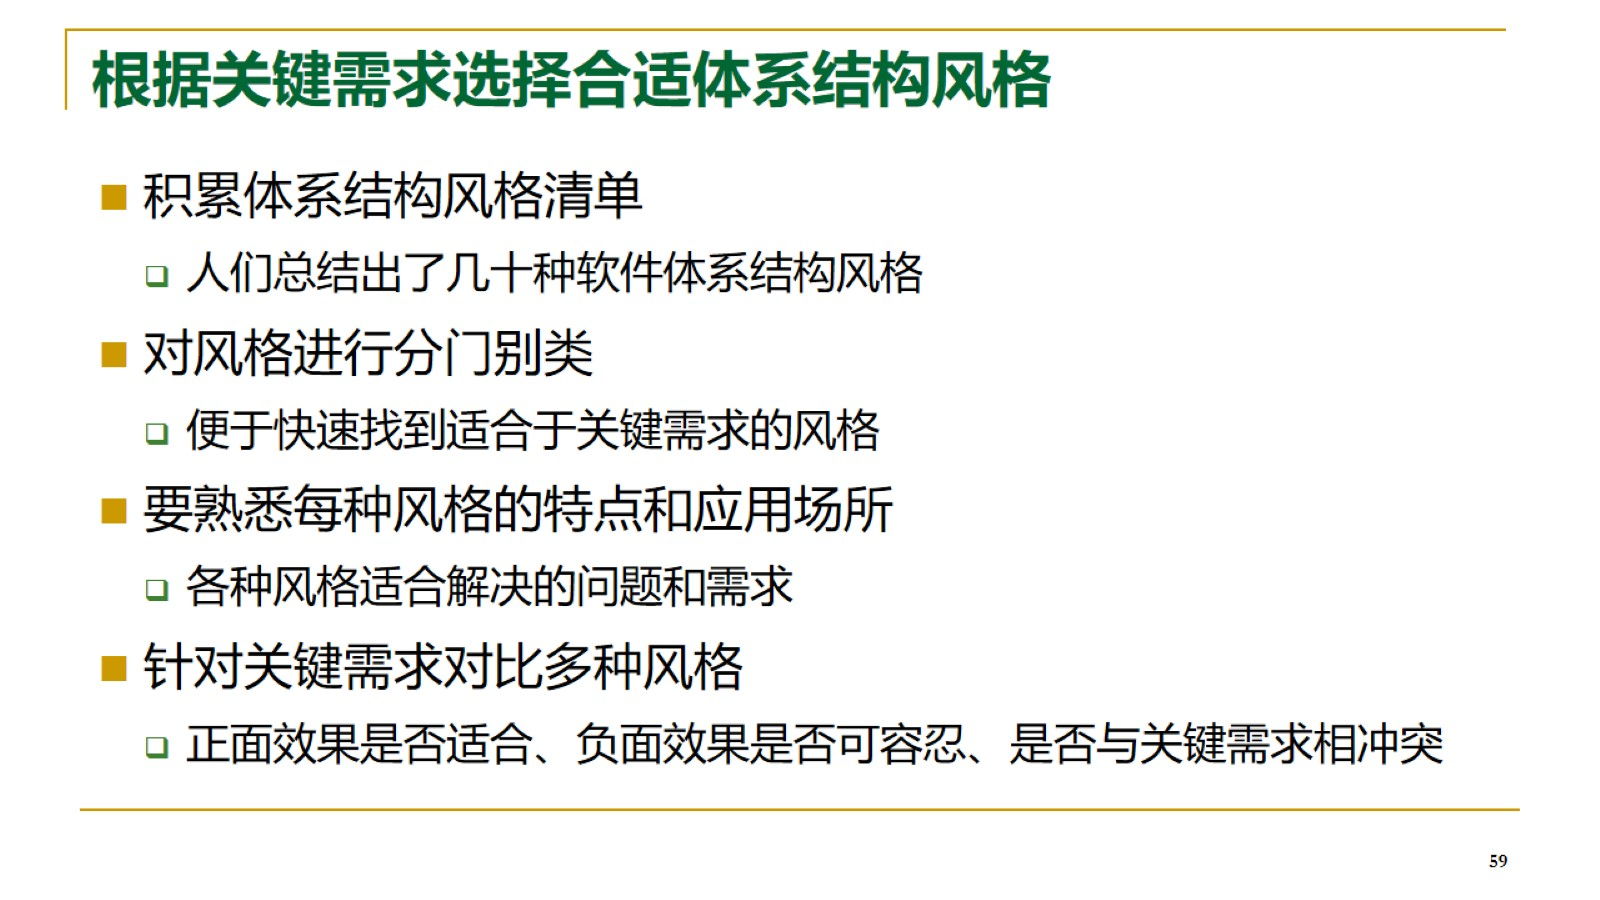 根据关键需求选择合适体系结构风格
积累体系结构风格清单
人们总结出了几十种软件体系结构风格
对风格进行分门别类
便于快速找到适合于关键需求的风格
要熟悉每种风格的特点和应用场所
各种风格适合解决的问题和需求
针对关键需求对比多种风格
正面效果是否适合、负面效果是否可容忍、是否与关键需求相冲突
59